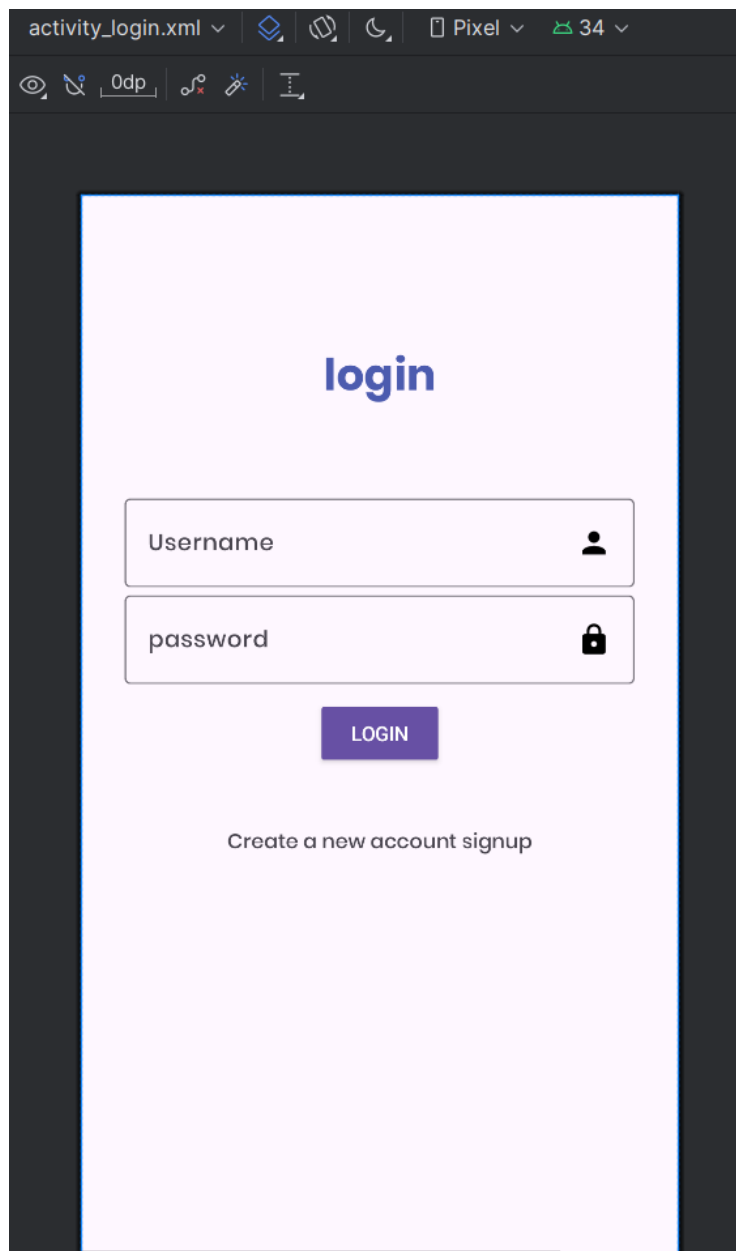 activity_login.xml Pixel 34
0dp
login
Username
password
LOGIN
Create a new account signup